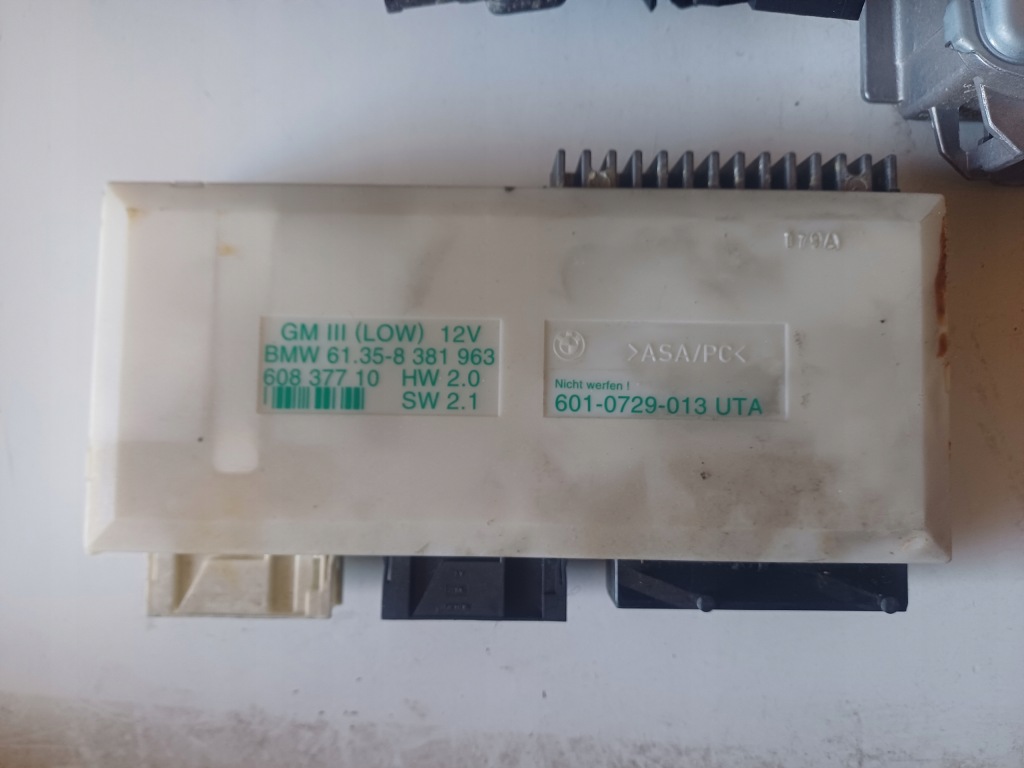 GM III (LOW) 12V
BMW 61.35-8 381 963
608 377 10 HW 2.0
SW 2.1
>ASA/PC<
Nicht werfen !
601-0729-013 UTA